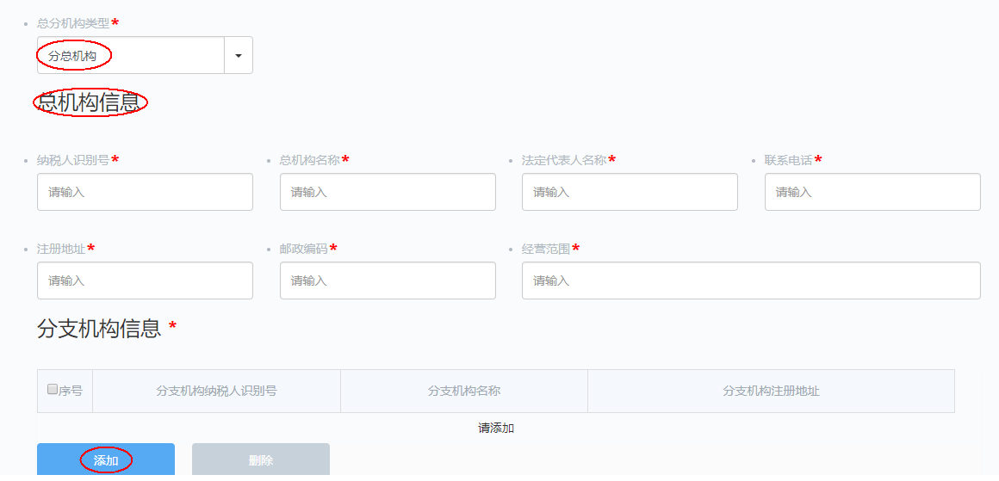 总分机构类型*
分总机构
总机构信息
纳税人识别号* 总机构名称* 法定代表人名称* 联系电话*
请输入 请输入 请输入 请输入
注册地址* 邮政编码* 经营范围*
请输入 请输入 请输入
分支机构信息 *
序号 分支机构纳税人识别号 分支机构名称 分支机构注册地址
请添加
添加 删除